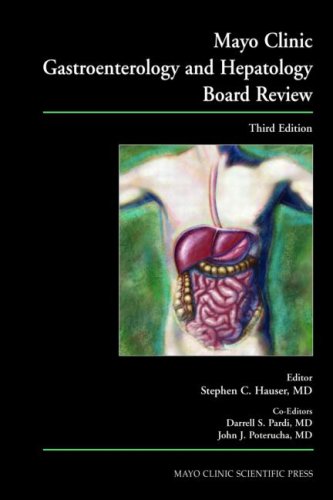 Mayo Clinic
Gastroenterology and Hepatology
Board Review
Third Edition
Editor
Stephen C. Hauser, MD
Co-Editors
Darrell S. Pardi, MD
John J. Poterucha, MD
MAYO CLINIC SCIENTIFIC PRESS